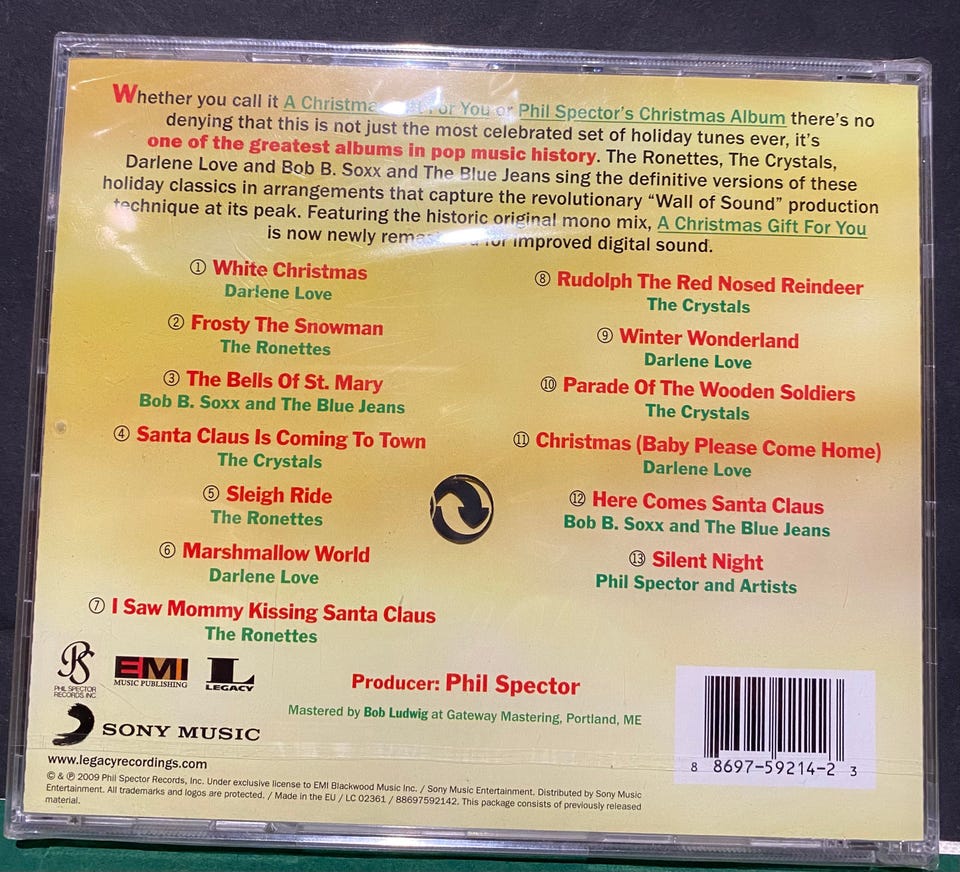 Whether you call it A Christmas For You or Phil Spector's Christmas Album there's no
denying that this is not just the most celebrated set of holiday tunes ever, it's
one of the greatest albums in pop music history. The Ronettes, The Crystals,
Darlene Love and Bob B. Soxx and The Blue Jeans sing the definitive versions of these
holiday classics in arrangements that capture the revolutionary "Wall of Sound" production
technique at its peak. Featuring the historic original mono mix, A Christmas Gift For You
is now newly for improved digital sound.
① White Christmas
Darlene Love
② Frosty The Snowman
The Ronettes
③ The Bells Of St. Mary
Bob B. Soxx and The Blue Jeans
④ Santa Claus Is Coming To Town
The Crystals
⑤ Sleigh Ride
The Ronettes
⑥ Marshmallow World
Darlene Love
⑦ I Saw Mommy Kissing Santa Claus
The Ronettes
⑧ Rudolph The Red Nosed Reindeer
The Crystals
⑨ Winter Wonderland
Darlene Love
⑩ Parade Of The Wooden Soldiers
The Crystals
⑪ Christmas (Baby Please Come Home)
Darlene Love
⑫ Here Comes Santa Claus
Bob B. Soxx and The Blue Jeans
⑬ Silent Night
Phil Spector and Artists
PS
PHIL SPECTOR
RECORDS INC
EMI
MUSIC PUBLISHING
L
LEGACY
SONY MUSIC
Producer: Phil Spector
Mastered by Bob Ludwig at Gateway Mastering, Portland, ME
8 8697-59214-2 3
www.legacyrecordings.com
© & ℗ 2009 Phil Spector Records, Inc. Under exclusive license to EMI Blackwood Music Inc. / Sony Music Entertainment. Distributed by Sony Music
Entertainment. All trademarks and logos are protected. / Made in the EU / LC 02361 / 88697592142. This package consists of previously released
material.